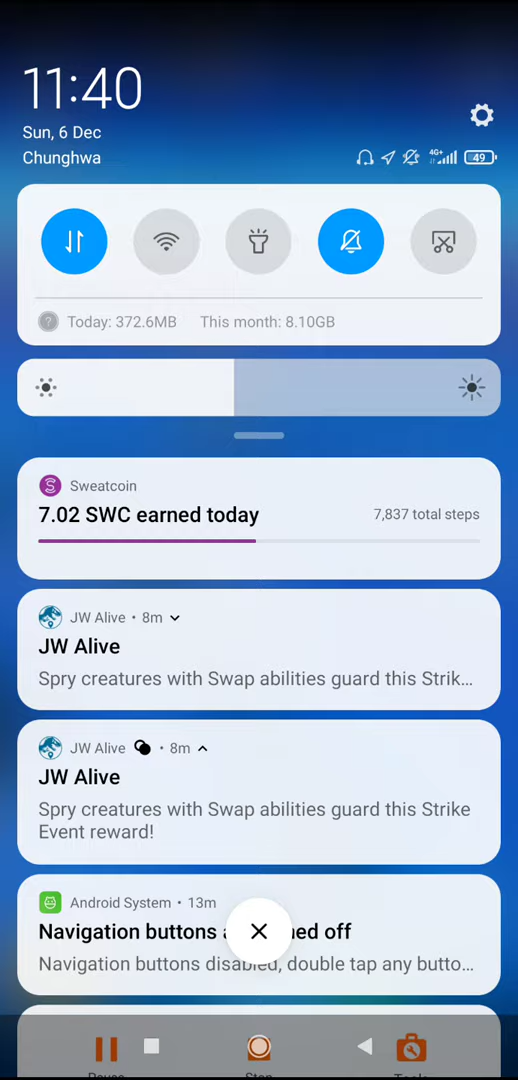 11:40
Sun, 6 Dec
Chunghwa
4G+
49
Today: 372.6MB This month: 8.10GB
Sweatcoin
7.02 SWC earned today 7,837 total steps
JW Alive • 8m
JW Alive
Spry creatures with Swap abilities guard this Strik...
JW Alive • 8m
JW Alive
Spry creatures with Swap abilities guard this Strike
Event reward!
Android System • 13m
Navigation buttons a ned off
Navigation buttons disabled, double tap any butto...